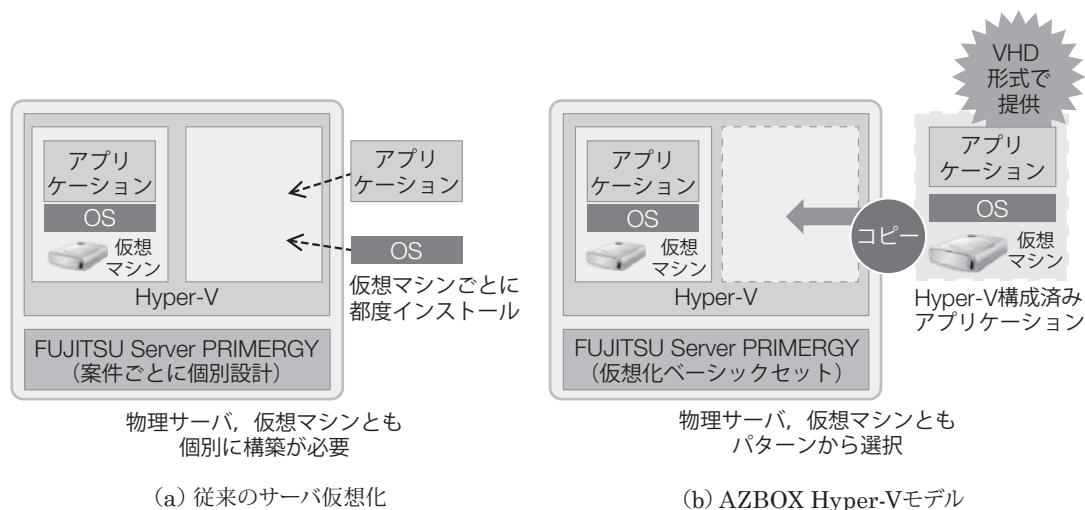 アプリ
ケーション
OS
仮想
マシン
Hyper-V
アプリ
ケーション
OS
仮想マシンごとに
都度インストール
FUJITSU Server PRIMERGY
（案件ごとに個別設計）
物理サーバ，仮想マシンとも
個別に構築が必要
(a) 従来のサーバ仮想化
VHD
形式で
提供
アプリ
ケーション
OS
仮想
マシン
Hyper-V
コピー
アプリ
ケーション
OS
仮想
マシン
Hyper-V構成済み
アプリケーション
FUJITSU Server PRIMERGY
（仮想化ベーシックセット）
物理サーバ，仮想マシンとも
パターンから選択
(b) AZBOX Hyper-Vモデル